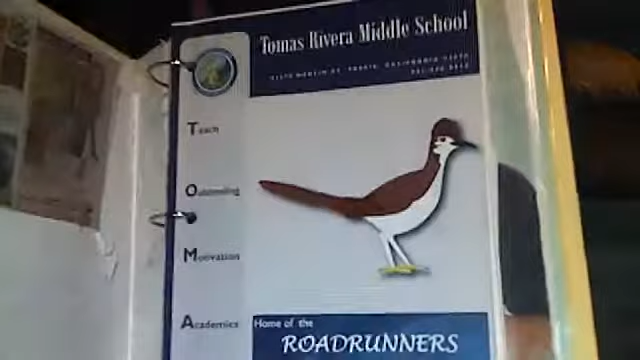 Tomas Rivera Middle School
Teach
Outstanding
Motivation
Academics
Home of the
ROADRUNNERS